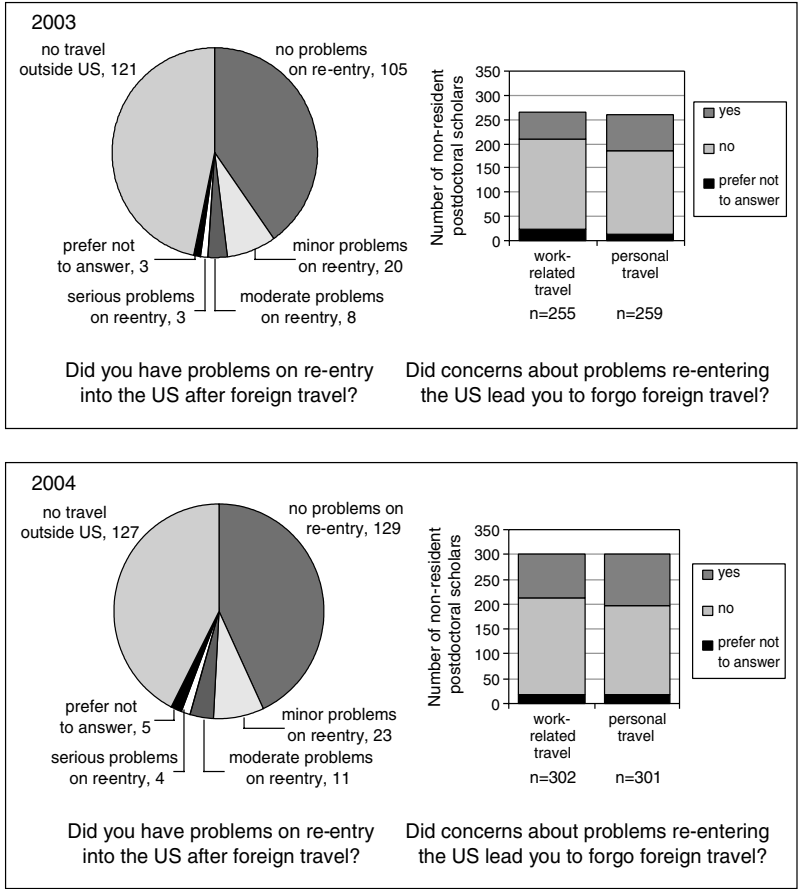 2003
no travel
outside US, 121
no problems
on re-entry, 105
prefer not
to answer, 3
minor problems
on reentry, 20
serious problems
on reentry, 3
moderate problems
on reentry, 8
Did you have problems on re-entry
into the US after foreign travel?
Number of non-resident
postdoctoral scholars
350
300
250
200
150
100
50
0
work-
related
travel
personal
travel
n=255
n=259
yes
no
prefer not
to answer
Did concerns about problems re-entering
the US lead you to forgo foreign travel?
2004
no travel
outside US, 127
no problems on
re-entry, 129
prefer not
to answer, 5
minor problems
on reentry, 23
serious problems
on reentry, 4
moderate problems
on reentry, 11
Did you have problems on re-entry
into the US after foreign travel?
Number of non-resident
postdoctoral scholars
350
300
250
200
150
100
50
0
work-
related
travel
personal
travel
n=302
n=301
yes
no
prefer not
to answer
Did concerns about problems re-entering
the US lead you to forgo foreign travel?